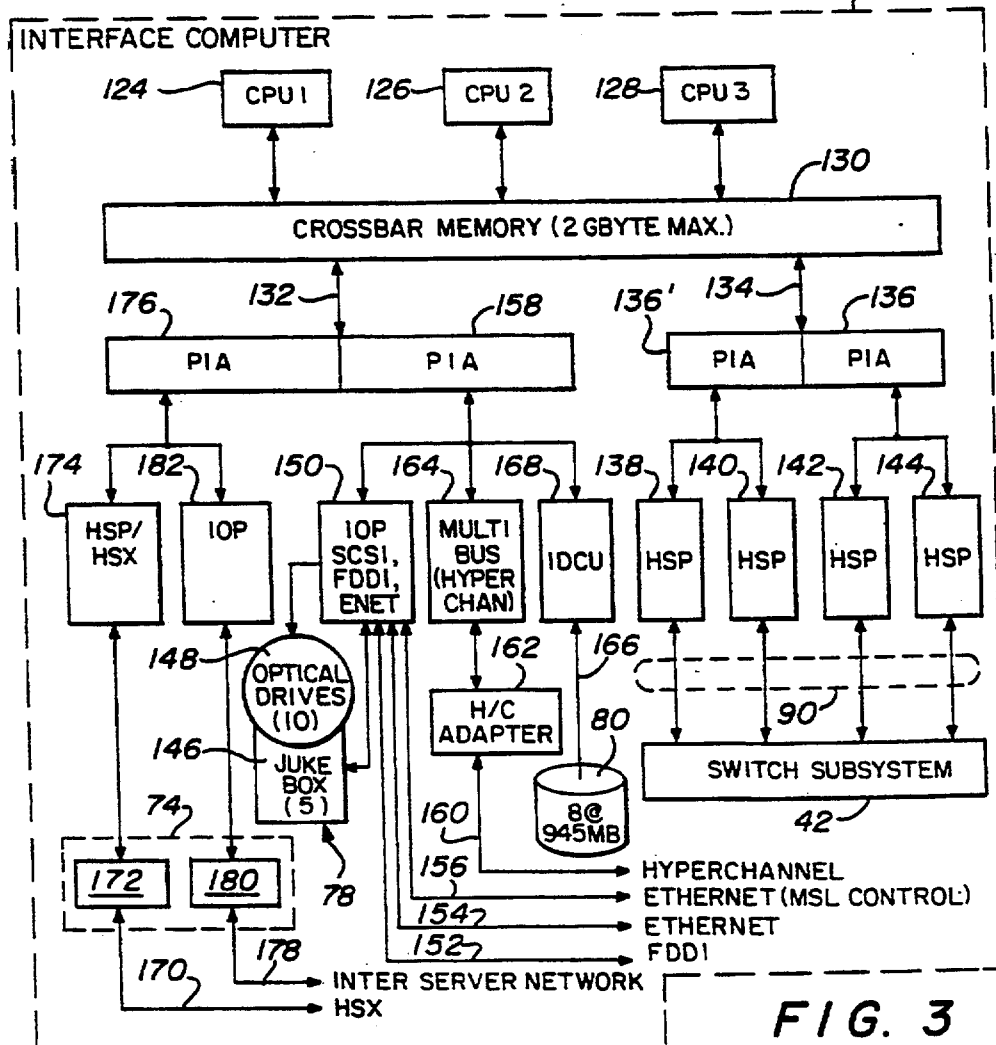 INTERFACE COMPUTER
124
CPU 1
126
CPU 2
128
CPU 3
130
CROSSBAR MEMORY (2 GBYTE MAX.)
176
132
158
136'
134
136
PIA
PIA
PIA
PIA
174
182
150
164
168
138
140
142
144
HSP/
HSX
IOP
IOP
SCSI,
FDDI,
ENET
MULTI
BUS
(HYPER
CHAN)
IDCU
HSP
HSP
HSP
HSP
148
OPTICAL
DRIVES
(10)
146
JUKE
BOX
(5)
78
162
H/C
ADAPTER
166
80
8@
945MB
90
SWITCH SUBSYSTEM
42
74
172
180
160
HYPERCHANNEL
156
ETHERNET (MSL CONTROL)
154
ETHERNET
152
FDDI
178
INTER SERVER NETWORK
170
HSX
FIG. 3